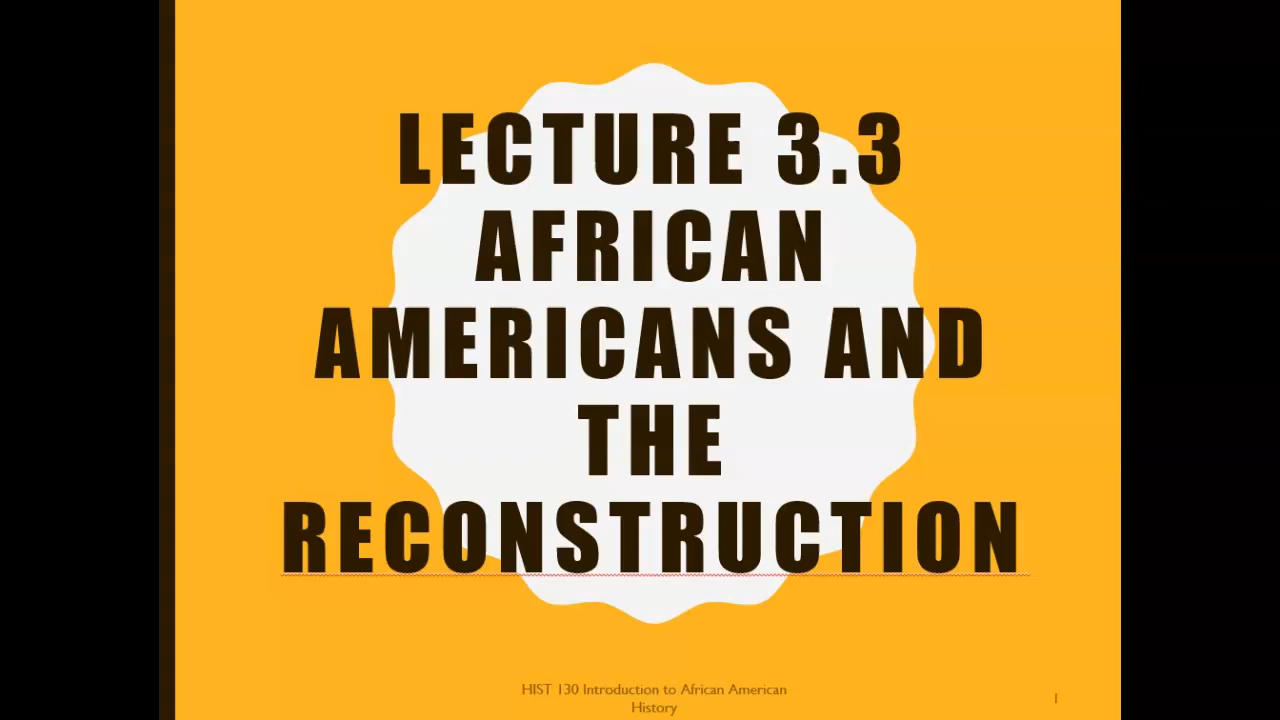 LECTURE 3.3
AFRICAN
AMERICANS AND
THE
RECONSTRUCTION
HIST 130 Introduction to African American
History
1